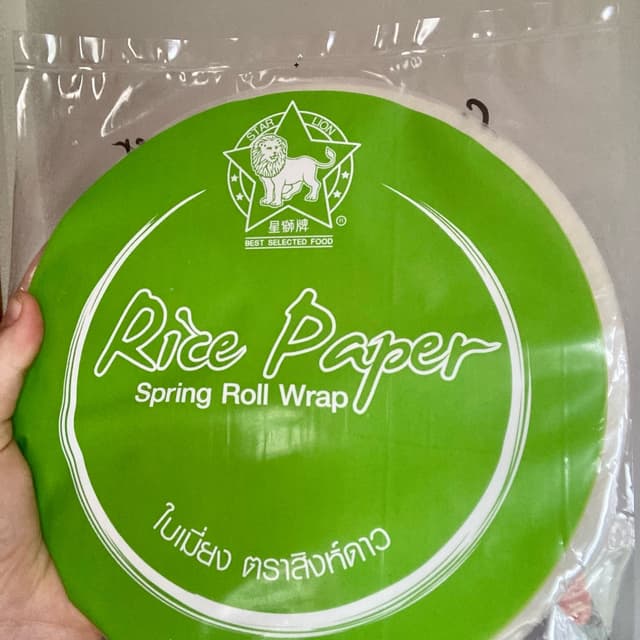 STAR LION
星獅牌
®
BEST SELECTED FOOD
Rice Paper
Spring Roll Wrap
ใบเมี่ยง ตราสิงห์ดาว